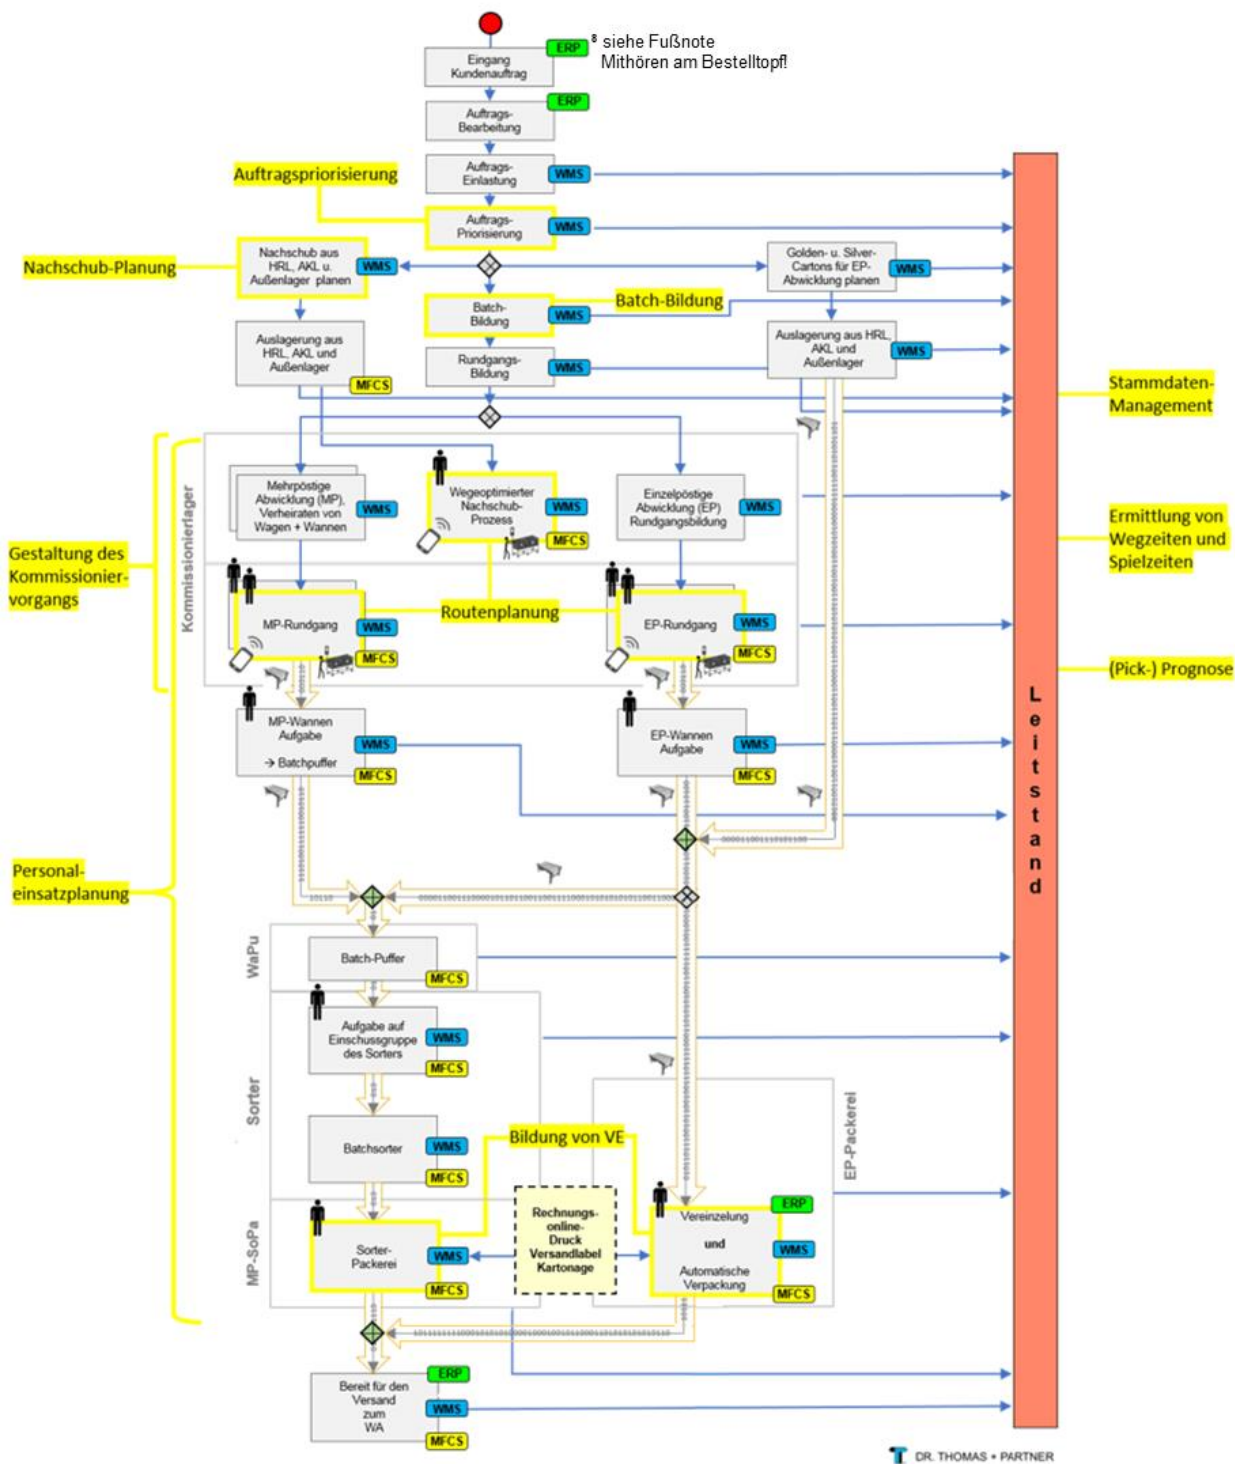 ⁸ siehe Fußnote
Mithören am Bestelltopf!
ERP
Eingang
Kundenauftrag
ERP
Auftrags-
Bearbeitung
Auftrags-
Einlastung
WMS
Auftragspriorisierung
Auftrags-
Priorisierung
WMS
Nachschub-Planung
Nachschub aus
HRL, AKL u.
Außenlager planen
WMS
Golden- u. Silver-
Cartons für EP-
Abwicklung planen
WMS
Batch-
Bildung
WMS
Batch-Bildung
Auslagerung aus
HRL, AKL und
Außenlager
MFCS
Rundgangs-
Bildung
WMS
Auslagerung aus HRL,
AKL und
Außenlager
WMS
Stammdaten-
Management
Ermittlung von
Wegzeiten und
Spielzeiten
(Pick-) Prognose
Leitstand
Gestaltung des
Kommissionier-
vorgangs
Kommissionierlager
Mehrpöstige
Abwicklung (MP),
Verheiraten von
Wagen + Wannen
WMS
Wegeoptimierter
Nachschub-
Prozess
WMS
MFCS
Einzelpöstige
Abwicklung (EP)
Rundgangsbildung
WMS
Routenplanung
MP-Rundgang
WMS
MFCS
EP-Rundgang
WMS
MFCS
MP-Wannen
Aufgabe
→ Batchpuffer
WMS
MFCS
EP-Wannen
Aufgabe
WMS
MFCS
Personal-
einsatzplanung
WaPu
Batch-Puffer
MFCS
Sorter
Aufgabe auf
Einschussgruppe
des Sorters
WMS
MFCS
Batchsorter
WMS
MFCS
Bildung von VE
EP-Packerei
MP-SoPa
Sorter-
Packerei
WMS
MFCS
Rechnungs-
online-
Druck
Versandlabel
Kartonage
ERP
Vereinzelung
und
Automatische
Verpackung
WMS
MFCS
ERP
Bereit für den
Versand
zum
WA
WMS
MFCS
DR. THOMAS + PARTNER